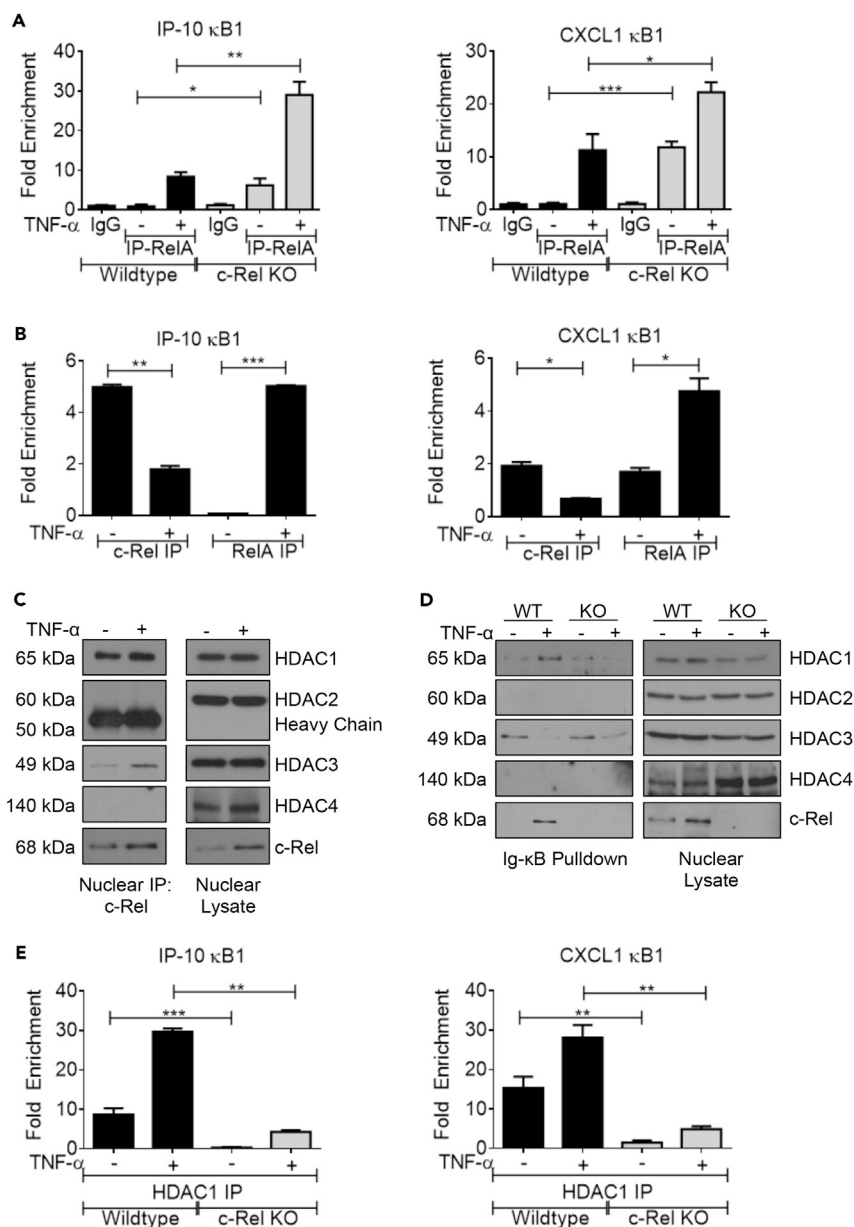 A
IP-10 κB1
Fold Enrichment
40
30
20
10
0
**
*
TNF-α IgG - + IgG - +
IP-RelA IP-RelA
Wildtype c-Rel KO
CXCL1 κB1
Fold Enrichment
30
20
10
0
*
***
TNF-α IgG - + IgG - +
IP-RelA IP-RelA
Wildtype c-Rel KO
B
IP-10 κB1
Fold Enrichment
6
4
2
0
** ***
TNF-α - + - +
c-Rel IP RelA IP
CXCL1 κB1
Fold Enrichment
6
4
2
0
* *
TNF-α - + - +
c-Rel IP RelA IP
C
TNF-α - + - +
65 kDa HDAC1
60 kDa HDAC2
50 kDa Heavy Chain
49 kDa HDAC3
140 kDa HDAC4
68 kDa c-Rel
Nuclear IP: Nuclear
c-Rel Lysate
D
WT KO WT KO
TNF-α - + - + - + - +
65 kDa HDAC1
60 kDa HDAC2
49 kDa HDAC3
140 kDa HDAC4
68 kDa c-Rel
Ig-κB Pulldown Nuclear
Lysate
E
IP-10 κB1
Fold Enrichment
40
30
20
10
0
**
***
TNF-α - + - +
HDAC1 IP
Wildtype c-Rel KO
CXCL1 κB1
Fold Enrichment
40
30
20
10
0
**
**
TNF-α - + - +
HDAC1 IP
Wildtype c-Rel KO